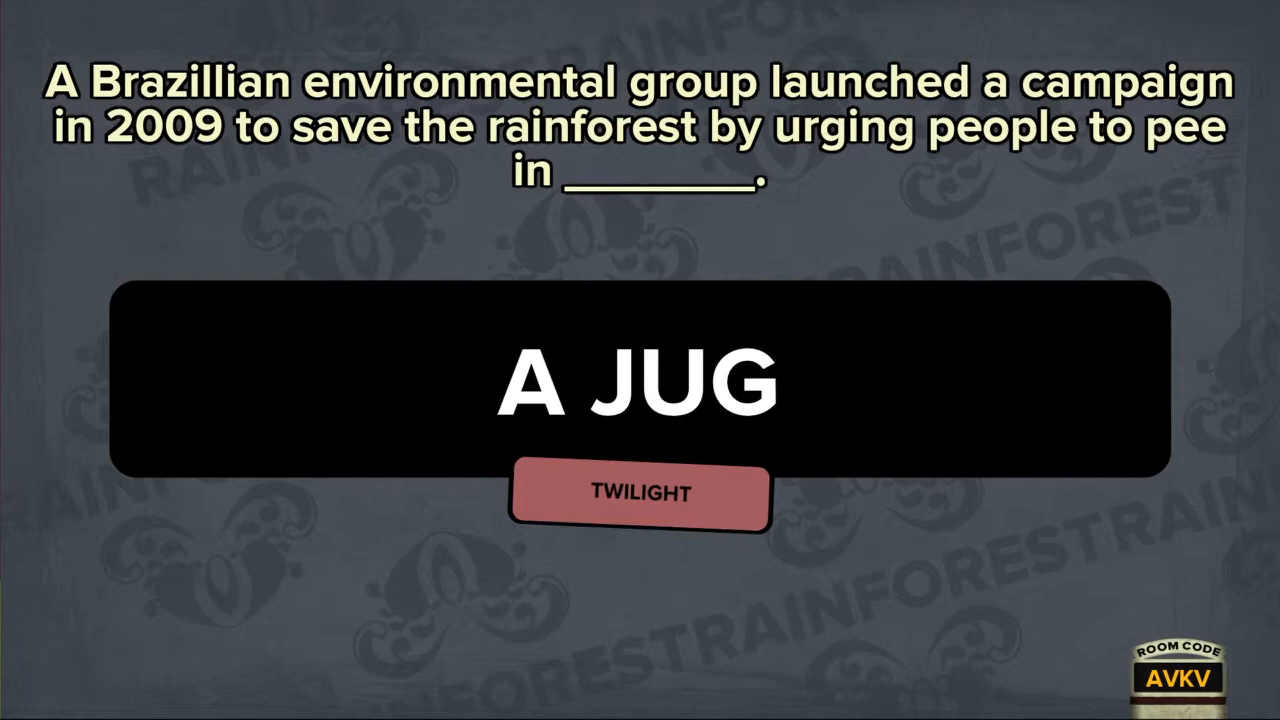 A Brazillian environmental group launched a campaign
in 2009 to save the rainforest by urging people to pee
in ________.
A JUG
TWILIGHT
ROOM CODE
AVKV